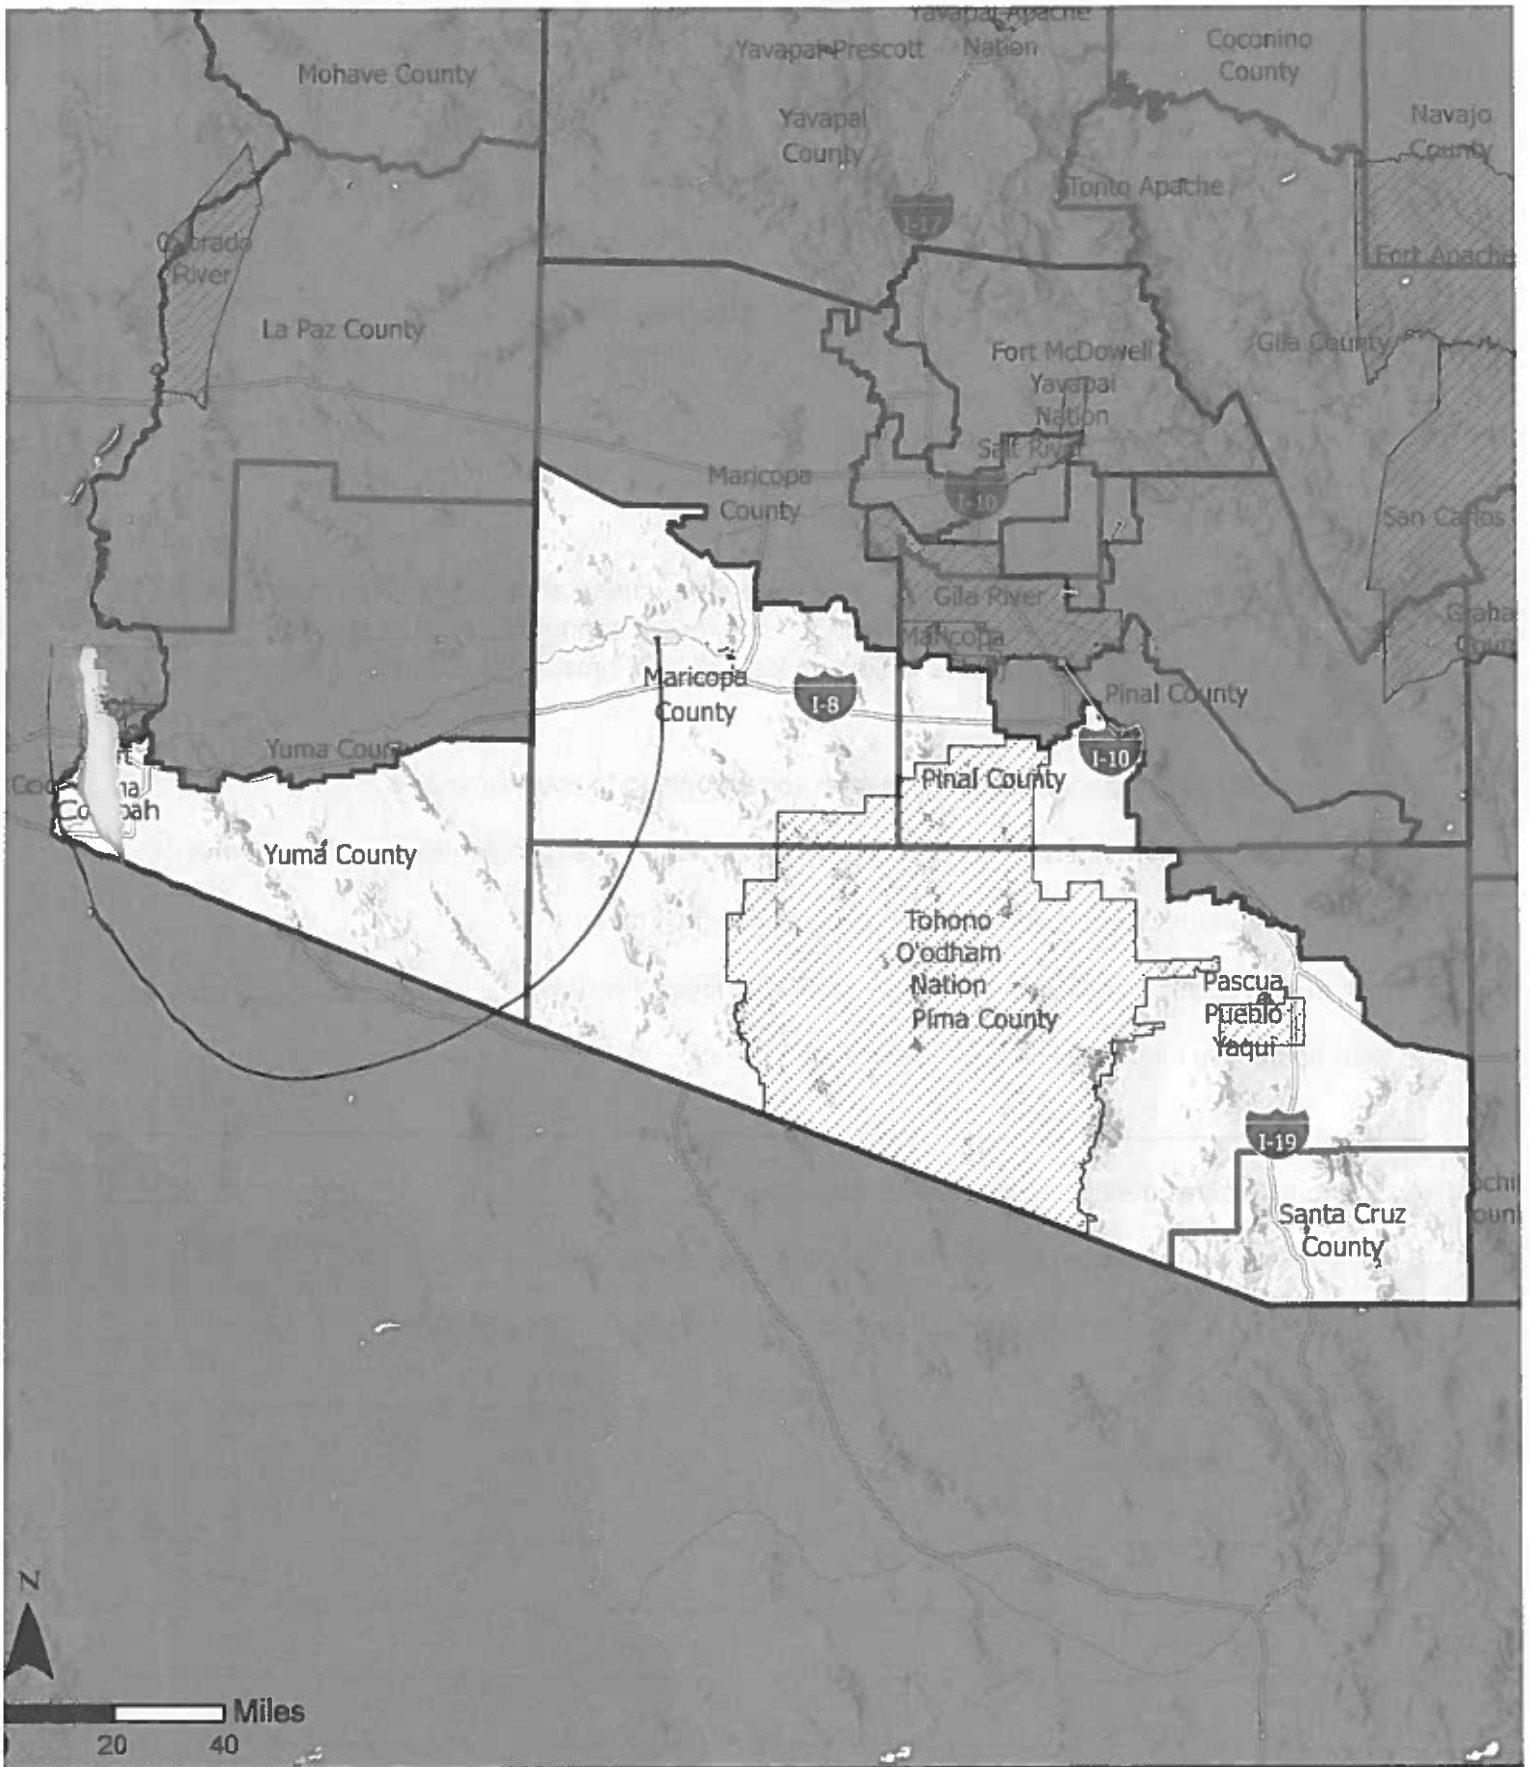 Yavapai-Apache
Nation
Yavapai-Prescott
Coconino
County
Mohave County
Yavapai
County
Navajo
County
Tonto Apache
I-17
Colorado
River
Fort Apache
La Paz County
Gila County
Fort McDowell
Yavapai
Nation
Salt River
Maricopa
County
I-10
San Carlos
Gila River
Maricopa
Maricopa
County
I-8
Pinal County
Yuma County
I-10
Pinal County
Yuma County
Tohono
O'odham
Nation
Pima County
Pascua
Pueblo
Yaqui
I-19
Santa Cruz
County
N
Miles
20
40